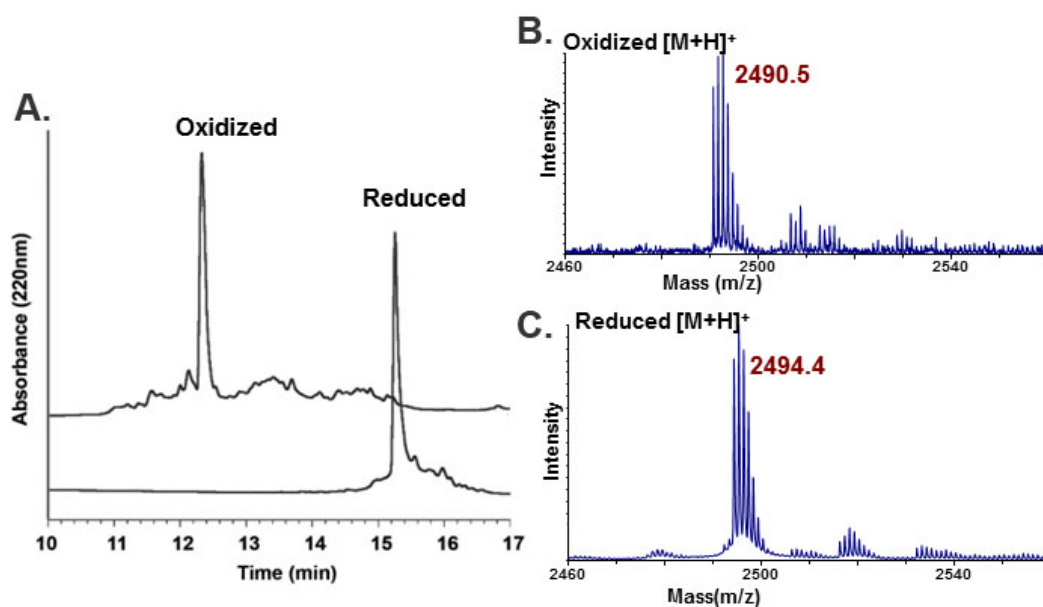 A.
Oxidized
Reduced
Absorbance (220nm)
10 11 12 13 14 15 16 17
Time (min)
B.
Oxidized [M+H]⁺
2490.5
Intensity
2460 2500 2540
Mass (m/z)
C.
Reduced [M+H]⁺
2494.4
Intensity
2460 2500 2540
Mass(m/z)